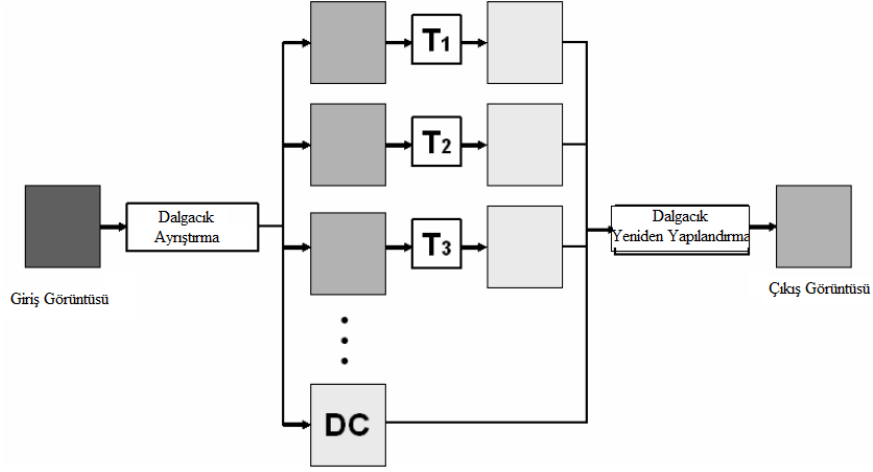 T1
T2
Dalgacık
Ayrıştırma
Dalgacık
Yeniden Yapılandırma
T3
Giriş Görüntüsü
Çıkış Görüntüsü
DC